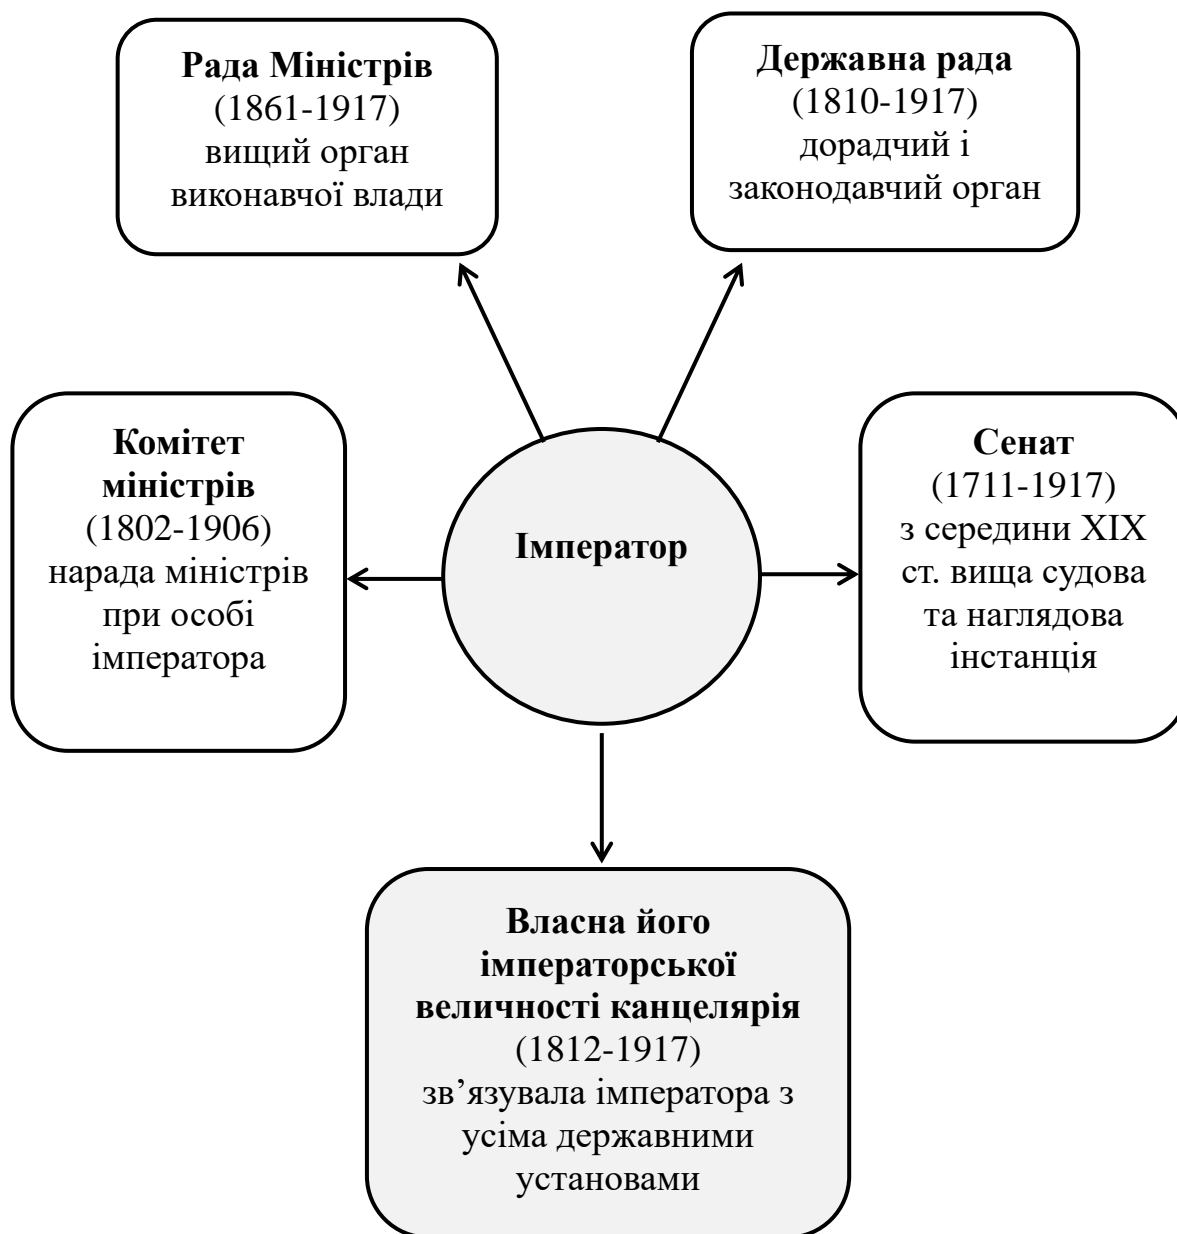 Рада Міністрів
(1861-1917)
вищий орган
виконавчої влади
Державна рада
(1810-1917)
дорадчий і
законодавчий орган
Комітет
міністрів
(1802-1906)
нарада міністрів
при особі
імператора
Імператор
Сенат
(1711-1917)
з середини XIX
ст. вища судова
та наглядова
інстанція
Власна його
імператорської
величності канцелярія
(1812-1917)
зв’язувала імператора з
усіма державними
установами